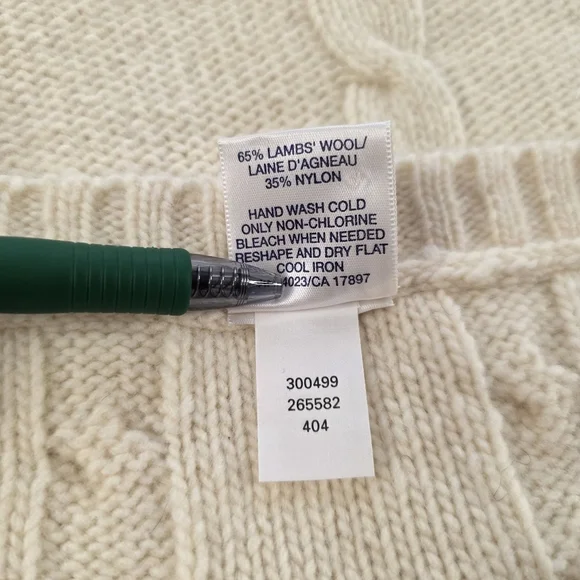 65% LAMBS' WOOL/
LAINE D'AGNEAU
35% NYLON
HAND WASH COLD
ONLY NON-CHLORINE
BLEACH WHEN NEEDED
RESHAPE AND DRY FLAT
COOL IRON
4023/CA 17897
300499
265582
404